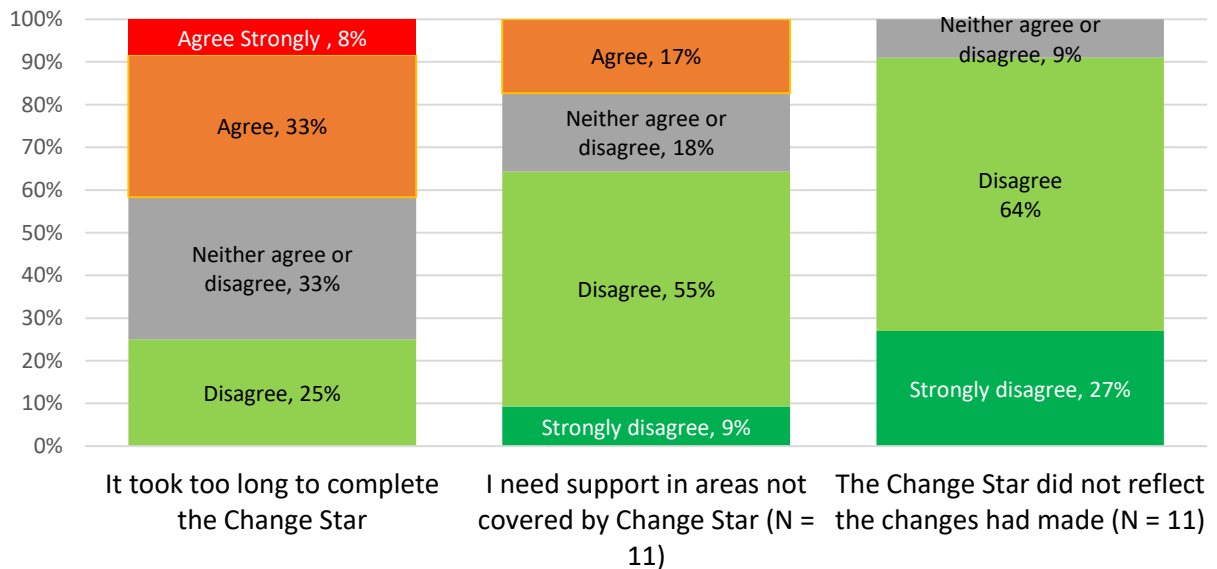 100%
90%
80%
70%
60%
50%
40%
30%
20%
10%
0%
Agree Strongly , 8%
Agree, 33%
Neither agree or
disagree, 33%
Disagree, 25%
Agree, 17%
Neither agree or
disagree, 18%
Disagree, 55%
Strongly disagree, 9%
Neither agree or
disagree, 9%
Disagree
64%
Strongly disagree, 27%
It took too long to complete
the Change Star
I need support in areas not
covered by Change Star (N =
11)
The Change Star did not reflect
the changes had made (N = 11)